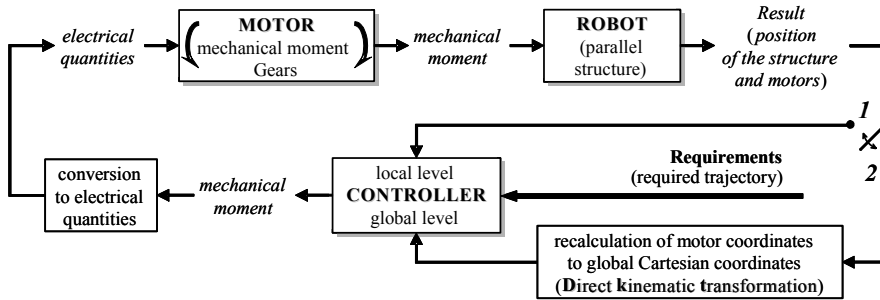 electrical
quantities
MOTOR
mechanical moment
Gears
mechanical
moment
ROBOT
(parallel
structure)
Result
(position
of the structure
and motors)
1
2
Requirements
(required trajectory)
local level
CONTROLLER
global level
mechanical
moment
conversion
to electrical
quantities
recalculation of motor coordinates
to global Cartesian coordinates
(Direct kinematic transformation)